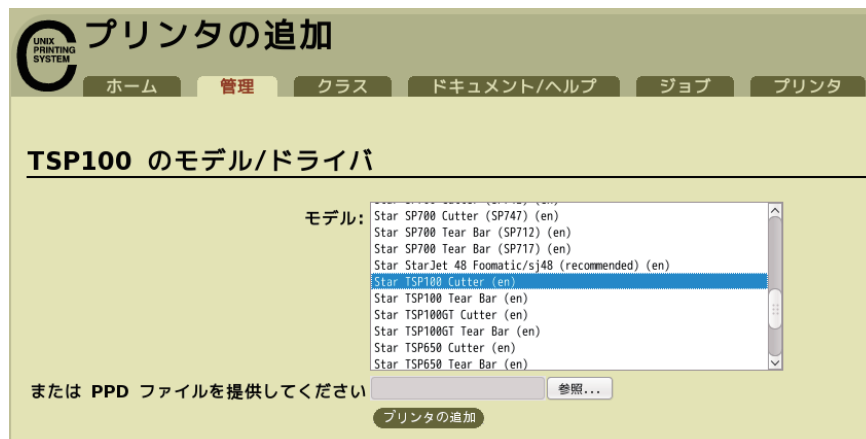 UNIX
PRINTING
SYSTEM
プリンタの追加
ホーム 管理 クラス ドキュメント/ヘルプ ジョブ プリンタ
TSP100 のモデル/ドライバ
モデル:
Star SP700 Cutter (SP747) (en)
Star SP700 Tear Bar (SP712) (en)
Star SP700 Tear Bar (SP717) (en)
Star StarJet 48 Foomatic/sj48 (recommended) (en)
Star TSP100 Cutter (en)
Star TSP100 Tear Bar (en)
Star TSP100GT Cutter (en)
Star TSP100GT Tear Bar (en)
Star TSP650 Cutter (en)
Star TSP650 Tear Bar (en)
または PPD ファイルを提供してください 参照...
プリンタの追加